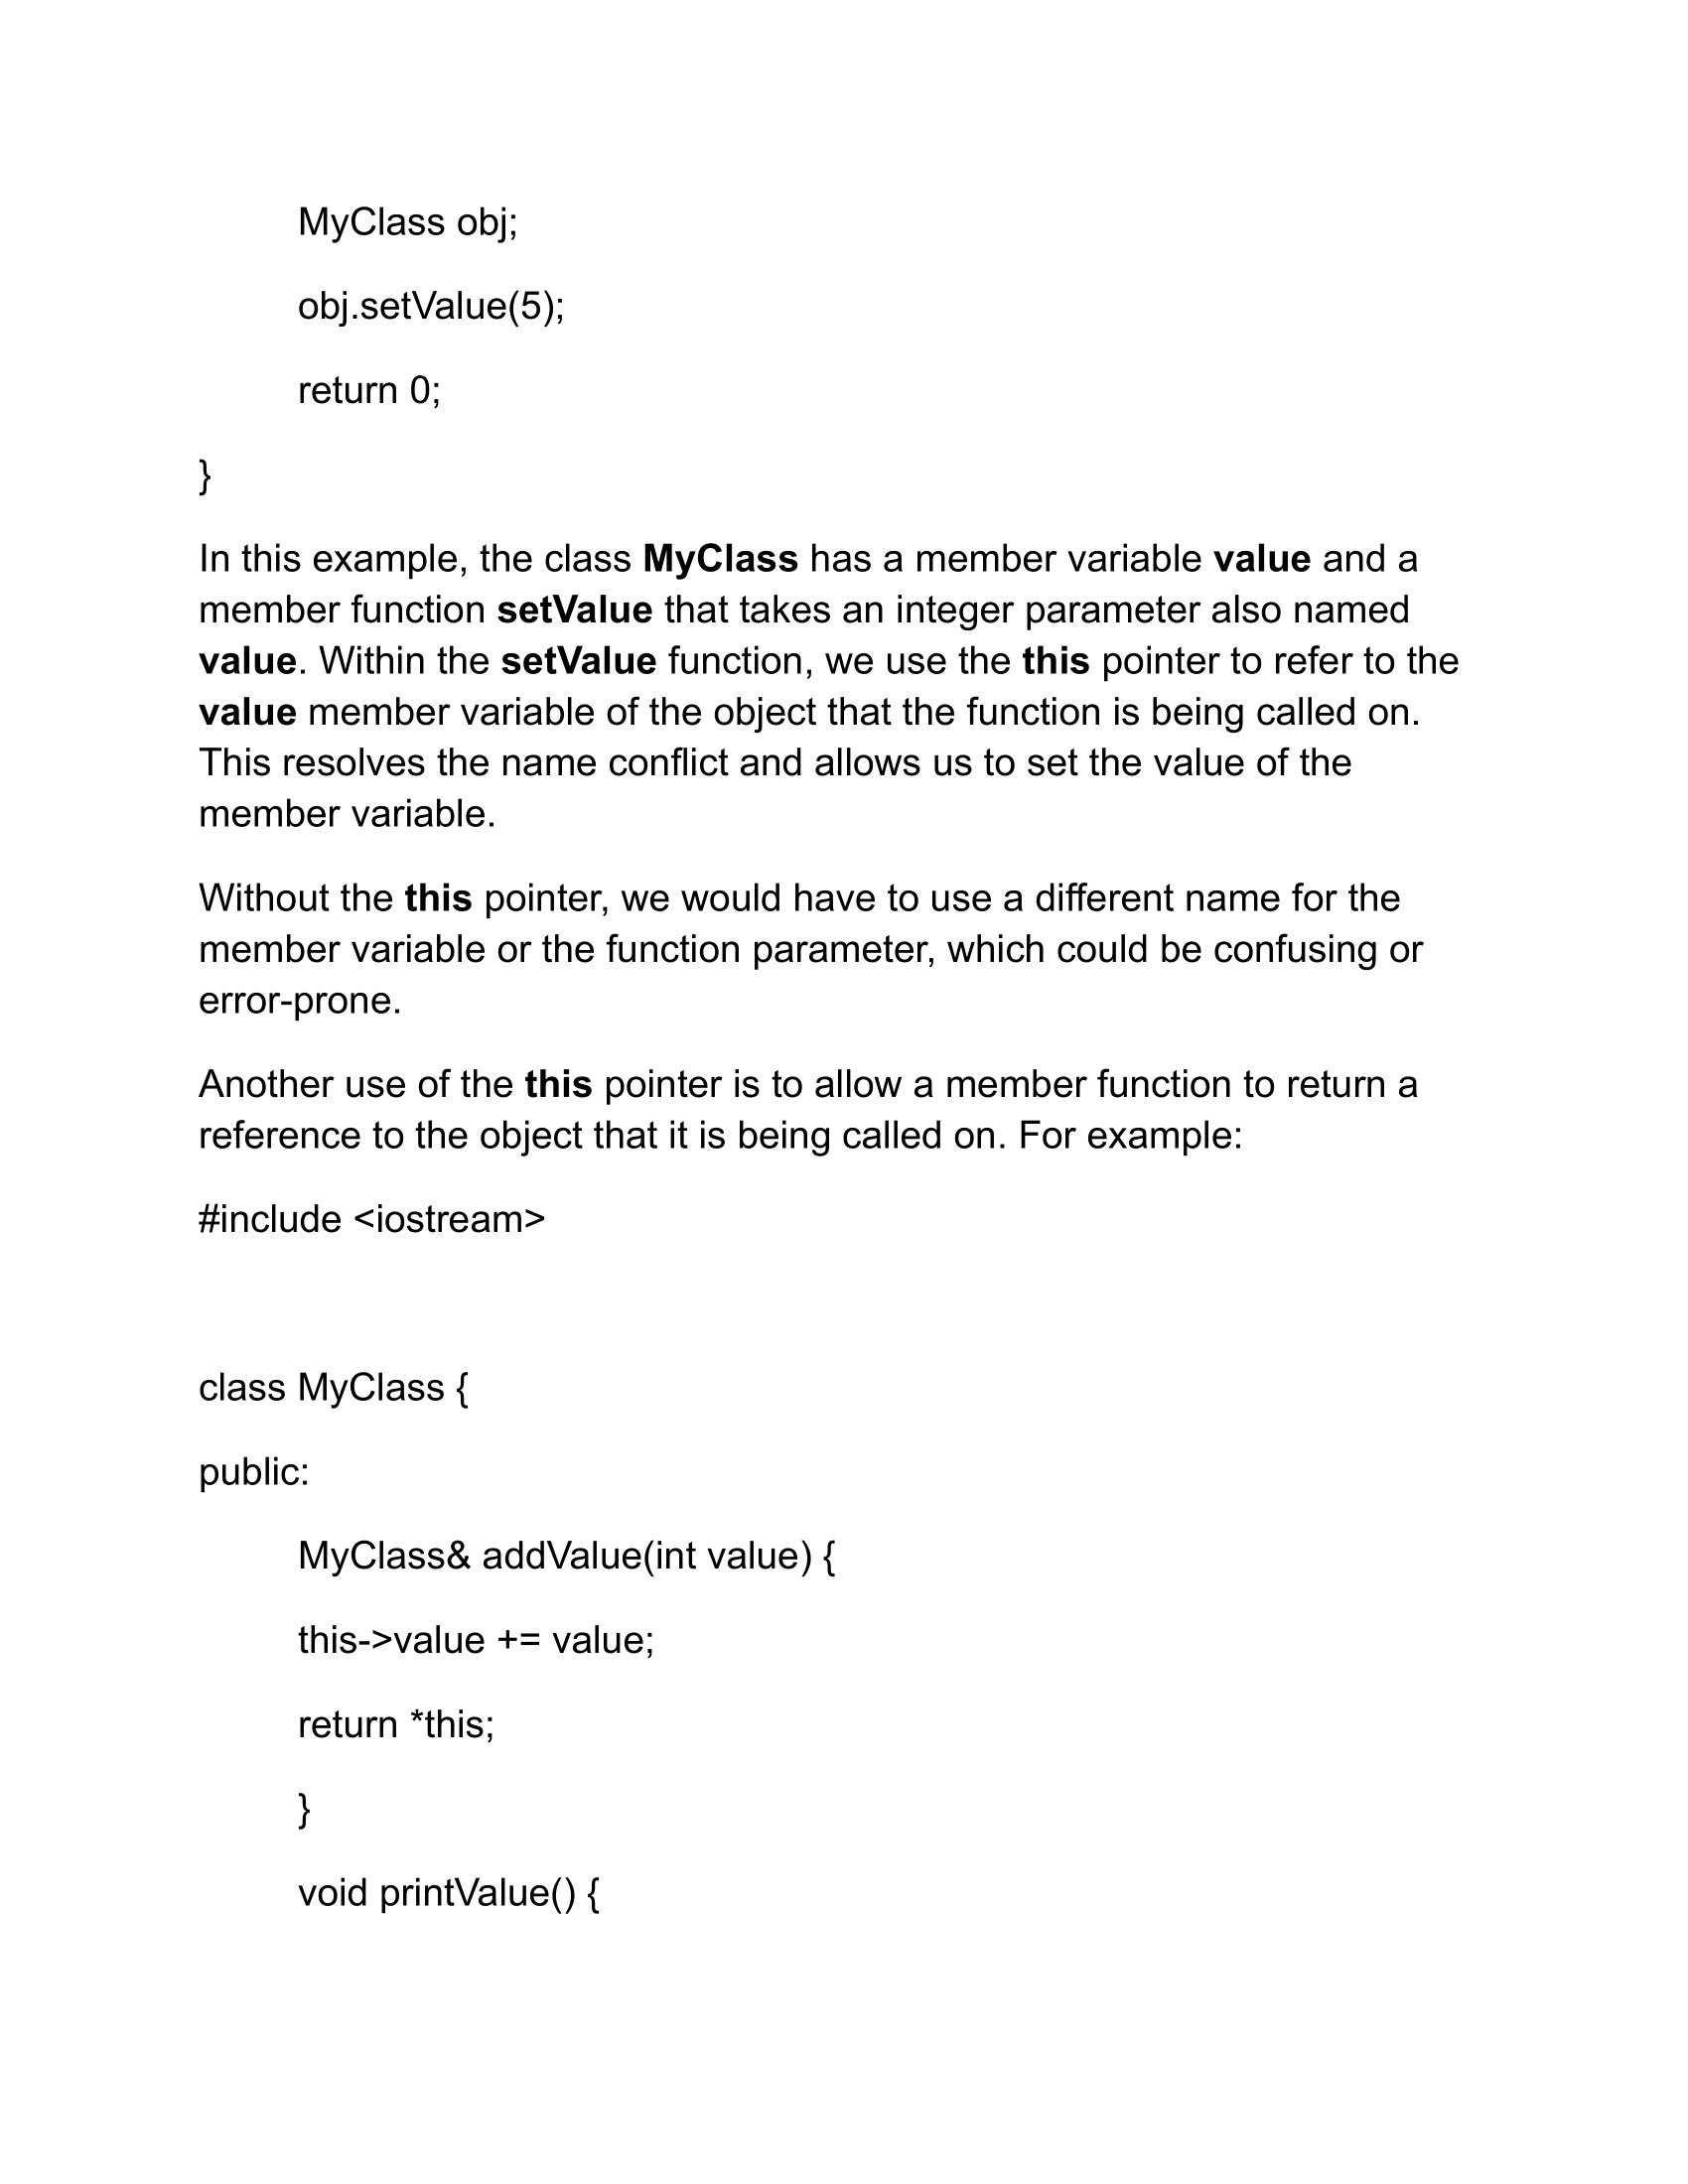 MyClass obj;
obj.setValue(5);
return 0;
}
In this example, the class MyClass has a member variable value and a
member function setValue that takes an integer parameter also named
value. Within the setValue function, we use the this pointer to refer to the
value member variable of the object that the function is being called on.
This resolves the name conflict and allows us to set the value of the
member variable.
Without the this pointer, we would have to use a different name for the
member variable or the function parameter, which could be confusing or
error-prone.
Another use of the this pointer is to allow a member function to return a
reference to the object that it is being called on. For example:
#include <iostream>
class MyClass {
public:
MyClass& addValue(int value) {
this->value += value;
return *this;
}
void printValue() {